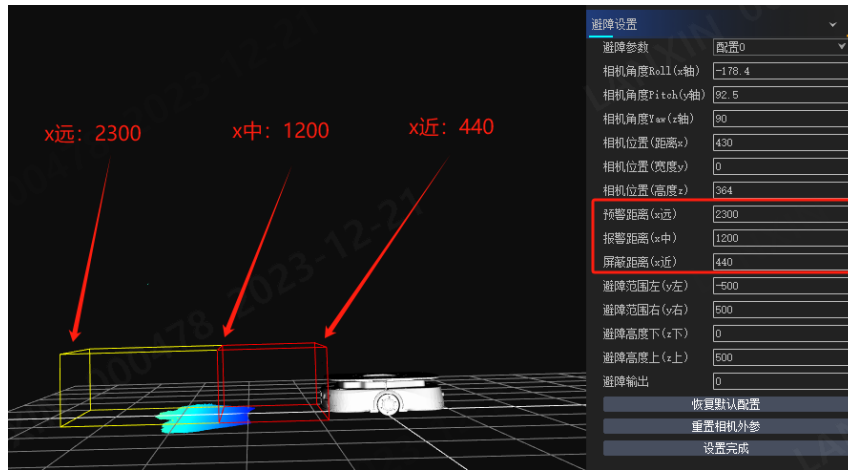 避障设置
避障参数 配置0
相机角度Roll(x轴) -178.4
相机角度Pitch(y轴) 92.5
相机角度Yaw(z轴) 90
相机位置(距离x) 430
相机位置(宽度y) 0
相机位置(高度z) 364
预警距离(x远) 2300
报警距离(x中) 1200
屏蔽距离(x近) 440
避障范围左(y左) -500
避障范围右(y右) 500
避障高度下(z下) 0
避障高度上(z上) 500
避障输出 0
恢复默认配置
重置相机外参
设置完成
x远：2300
x中：1200
x近：440